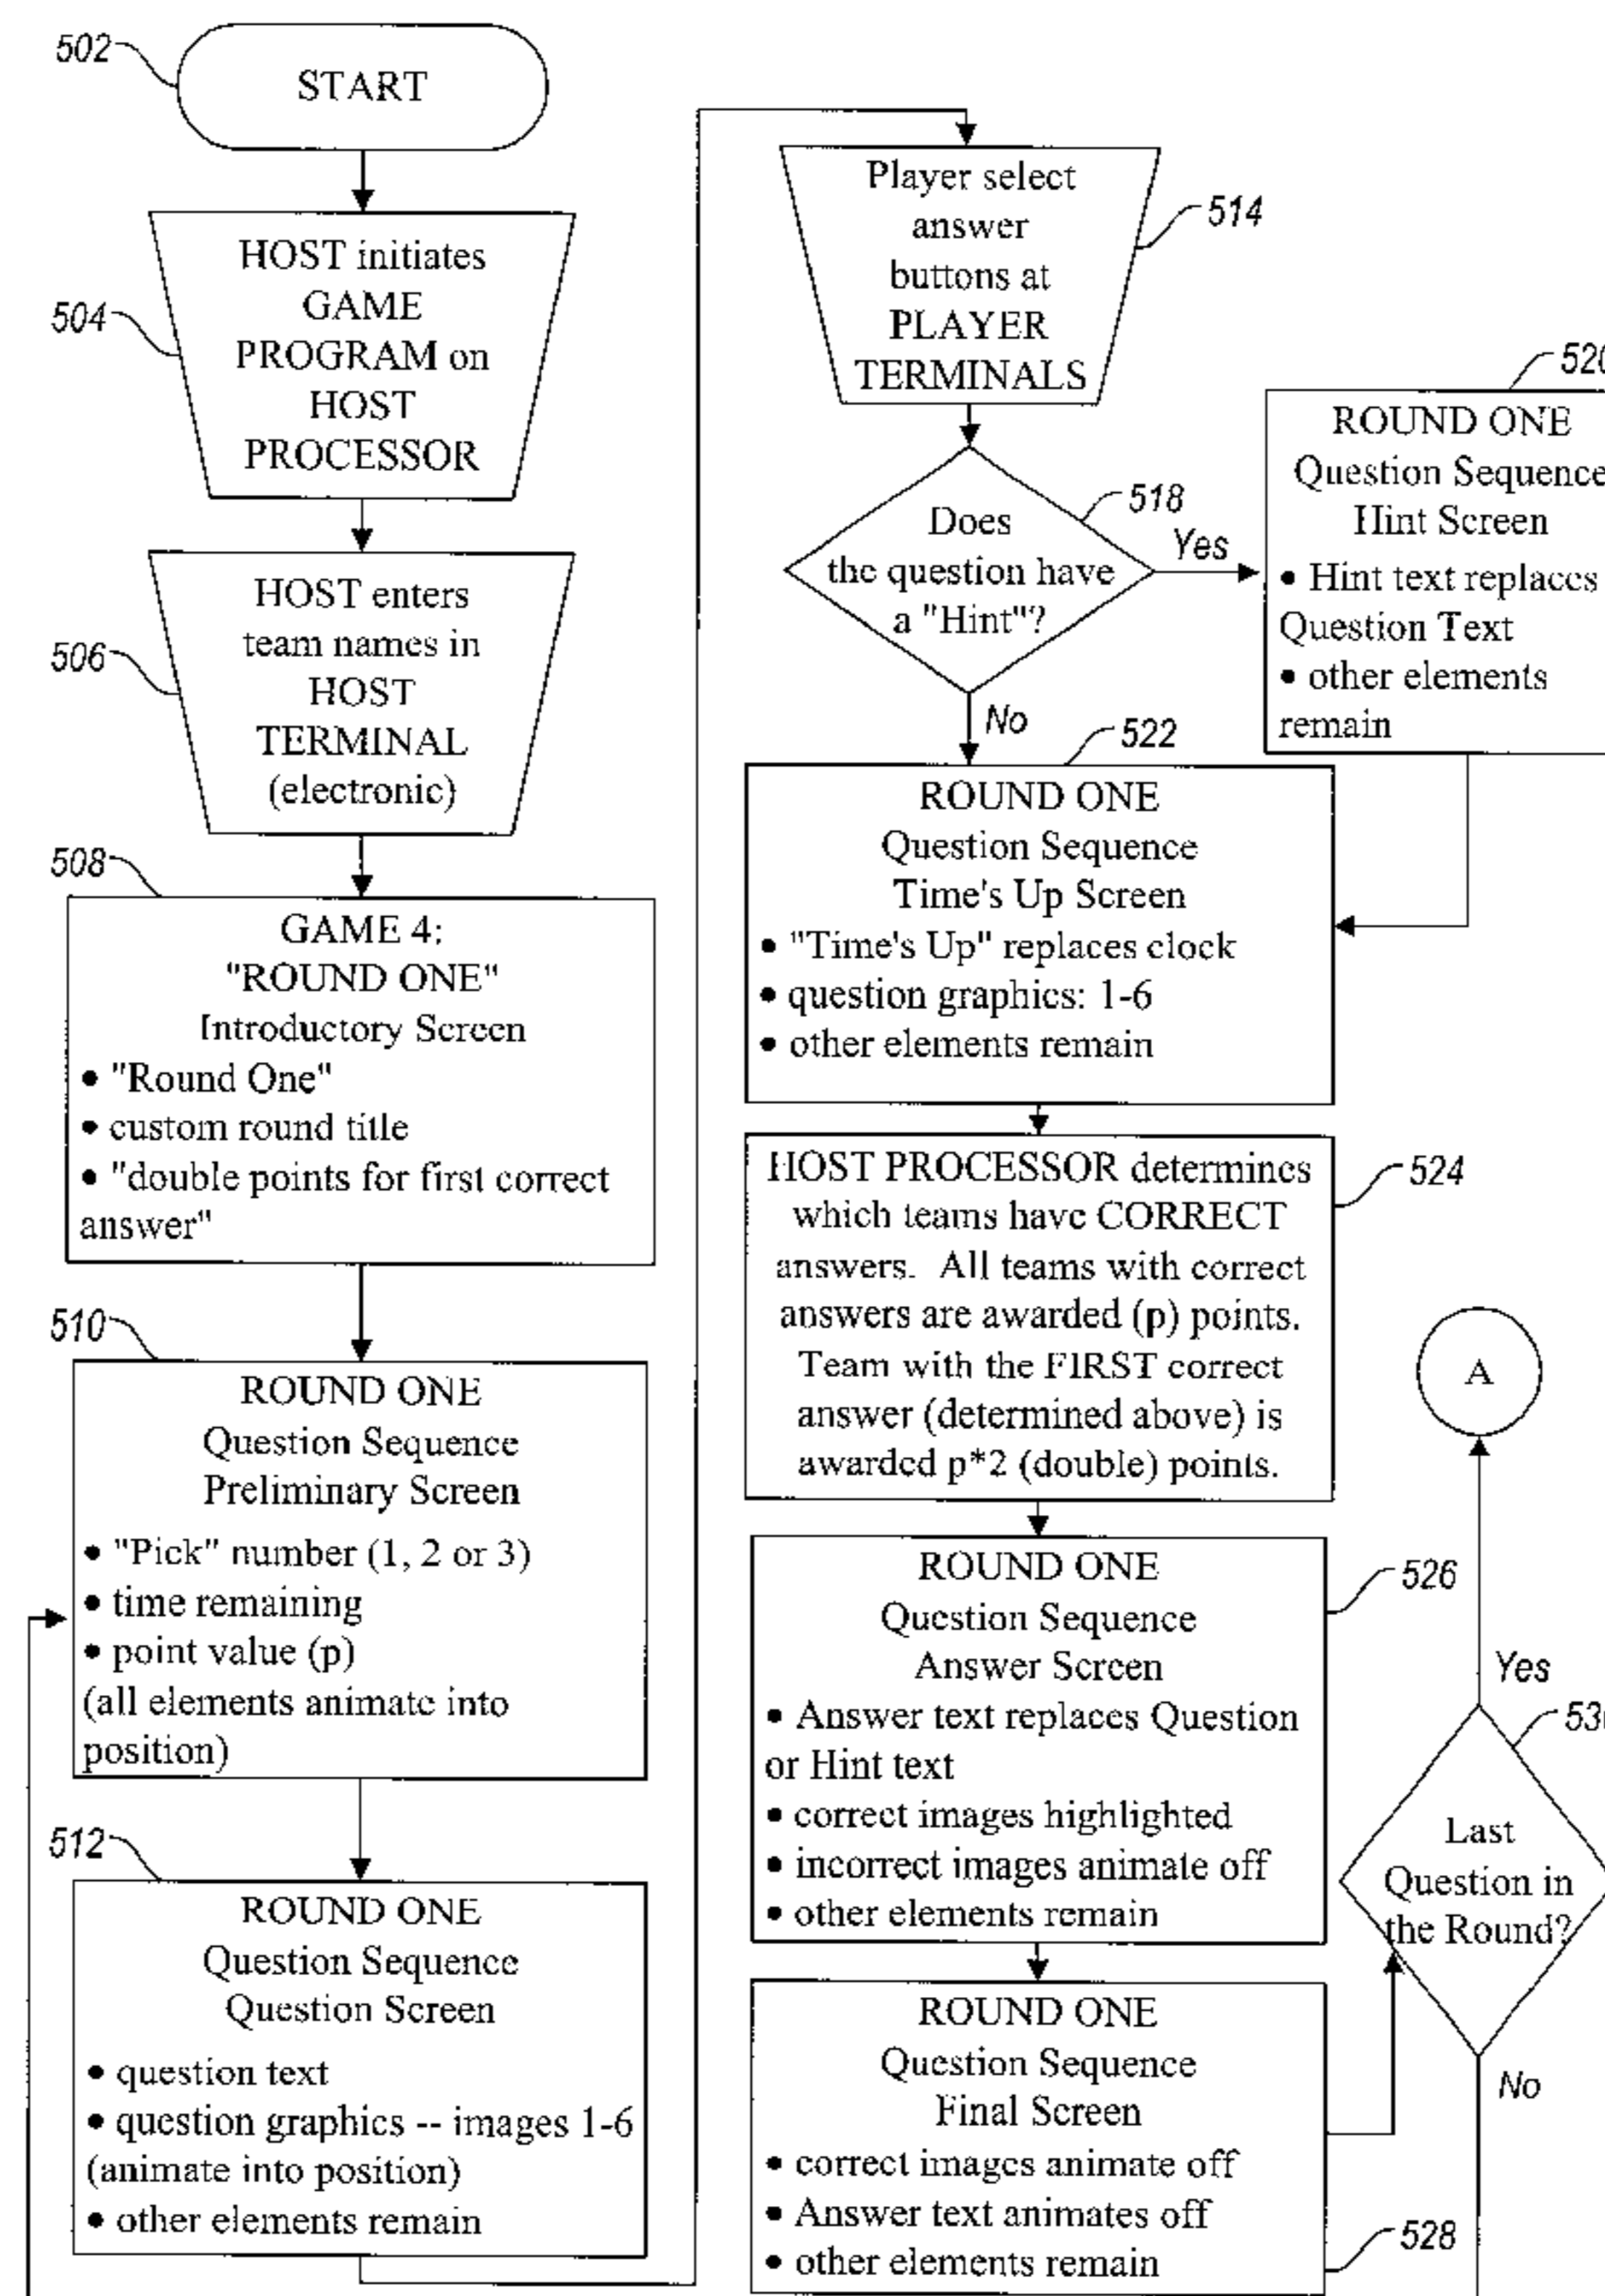 502
START
504
HOST initiates
GAME
PROGRAM on
HOST
PROCESSOR
506
HOST enters
team names in
HOST
TERMINAL
(electronic)
508
GAME 4:
"ROUND ONE"
Introductory Screen
• "Round One"
• custom round title
• "double points for first correct
answer"
510
ROUND ONE
Question Sequence
Preliminary Screen
• "Pick" number (1, 2 or 3)
• time remaining
• point value (p)
(all elements animate into
position)
512
ROUND ONE
Question Sequence
Question Screen
• question text
• question graphics -- images 1-6
(animate into position)
• other elements remain
Player select
answer
buttons at
PLAYER
TERMINALS
514
Does
the question have
a "Hint"?
518
Yes
No
ROUND ONE
Question Sequence
Hint Screen
• Hint text replaces
Question Text
• other elements
remain
522
ROUND ONE
Question Sequence
Time's Up Screen
• "Time's Up" replaces clock
• question graphics: 1-6
• other elements remain
HOST PROCESSOR determines
which teams have CORRECT
answers. All teams with correct
answers are awarded (p) points.
Team with the FIRST correct
answer (determined above) is
awarded p*2 (double) points.
524
ROUND ONE
Question Sequence
Answer Screen
• Answer text replaces Question
or Hint text
• correct images highlighted
• incorrect images animate off
• other elements remain
526
ROUND ONE
Question Sequence
Final Screen
• correct images animate off
• Answer text animates off
• other elements remain
528
A
Yes
Last
Question in
the Round?
No